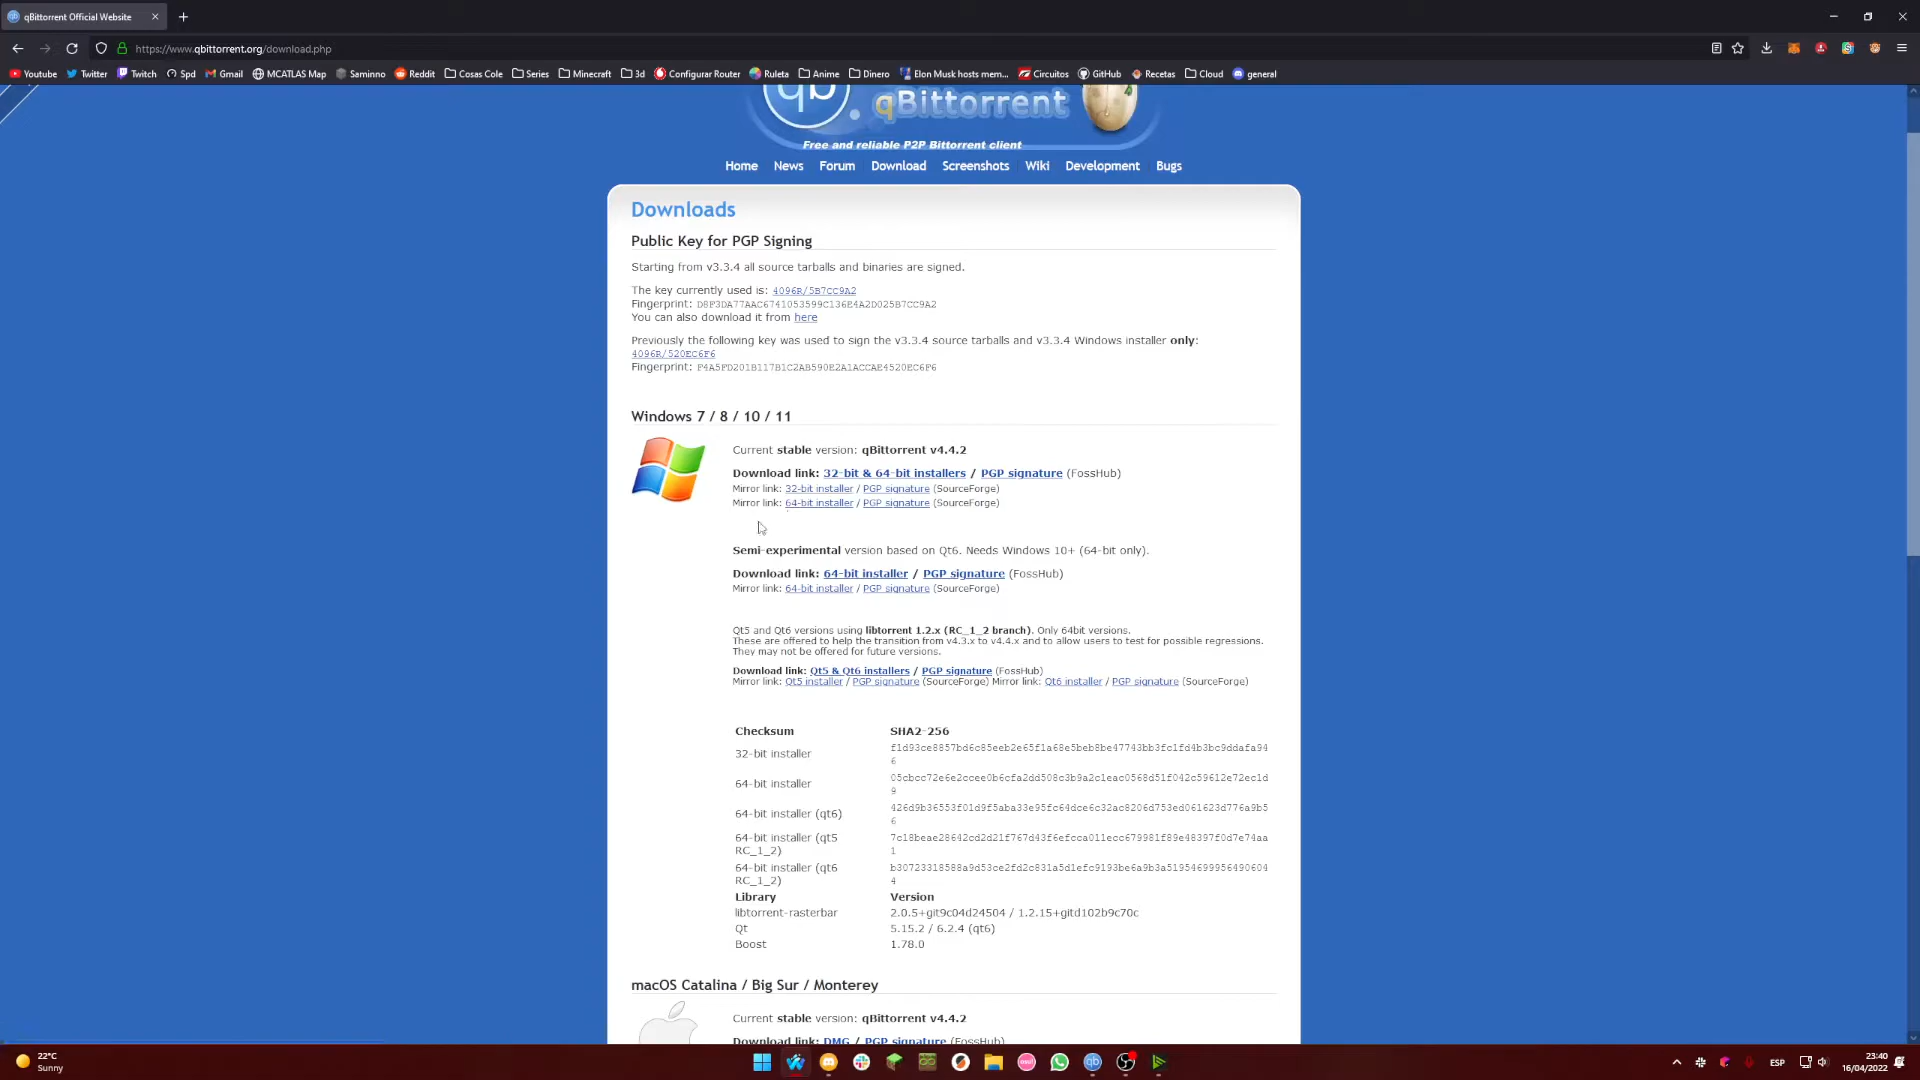 qBittorrent Official Website
https://www.qbittorrent.org/download.php
Youtube Twitter Twitch Spd Gmail MCATLAS Map Saminno Reddit Cosas Cole Series Minecraft 3d Configurar Router Ruleta Anime Dinero Elon Musk hosts mem... Circuitos GitHub Recetas Cloud general
qb qBittorrent
Free and reliable P2P Bittorrent client
Home News Forum Download Screenshots Wiki Development Bugs
Downloads
Public Key for PGP Signing
Starting from v3.3.4 all source tarballs and binaries are signed.
The key currently used is: 4096R/5B7CC9A2
Fingerprint: D8F3DA77AAC6741053599C136E4A2D025B7CC9A2
You can also download it from here
Previously the following key was used to sign the v3.3.4 source tarballs and v3.3.4 Windows installer only:
4096R/520EC6F6
Fingerprint: F4A5FD201B117B1C2AB590E2A1ACCAE4520EC6F6
Windows 7 / 8 / 10 / 11
Current stable version: qBittorrent v4.4.2
Download link: 32-bit & 64-bit installers / PGP signature (FossHub)
Mirror link: 32-bit installer / PGP signature (SourceForge)
Mirror link: 64-bit installer / PGP signature (SourceForge)
Semi-experimental version based on Qt6. Needs Windows 10+ (64-bit only).
Download link: 64-bit installer / PGP signature (FossHub)
Mirror link: 64-bit installer / PGP signature (SourceForge)
Qt5 and Qt6 versions using libtorrent 1.2.x (RC_1_2 branch). Only 64bit versions.
These are offered to help the transition from v4.3.x to v4.4.x and to allow users to test for possible regressions.
They may not be offered for future versions.
Download link: Qt5 & Qt6 installers / PGP signature (FossHub)
Mirror link: Qt5 installer / PGP signature (SourceForge) Mirror link: Qt6 installer / PGP signature (SourceForge)
Checksum SHA2-256
32-bit installer f1d93ce8857bd6c85eeb2e65f1a68e5beb8be47743bb3fc1fd4b3bc9ddafa94
6
64-bit installer 05cbcc72e6e2ccee0b6cfa2dd508c3b9a2c1eac0568d51f042c59612e72ec1d
9
64-bit installer (qt6) 426d9b36553f01d9f5aba33e95fc64dce6c32ac8206d753ed061623d776a9b5
6
64-bit installer (qt5 7c18beae28642cd2d21f767d43f6efcca011ecc679981f89e48397f0d7e74aa
RC_1_2) 1
64-bit installer (qt6 b30723318588a9d53ce2fd2c831a5d1efc9193be6a9b3a51954699956490604
RC_1_2) 4
Library Version
libtorrent-rasterbar 2.0.5+git9c04d24504 / 1.2.15+gitd102b9c70c
Qt 5.15.2 / 6.2.4 (qt6)
Boost 1.78.0
macOS Catalina / Big Sur / Monterey
Current stable version: qBittorrent v4.4.2
Download link: DMG / PGP signature (FossHub)
22°C
Sunny
ESP
23:40
16/04/2022